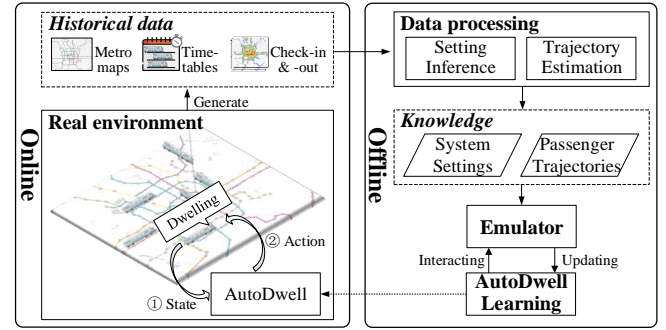 Online
Historical data
Metro
maps
Time-
tables
Check-in
& -out
Generate
Real environment
Dwelling
② Action
① State
AutoDwell
Offline
Data processing
Setting
Inference
Trajectory
Estimation
Knowledge
System
Settings
Passenger
Trajectories
Emulator
Interacting
Updating
AutoDwell
Learning